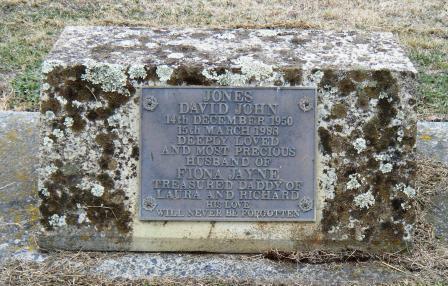 JONES
DAVID JOHN
14TH DECEMBER 1950
15TH MARCH 1998
DEEPLY LOVED
AND MOST PRECIOUS
HUSBAND OF
FIONA JAYNE
TREASURED DADDY OF
LAURA AND RICHARD
HIS LOVE
WILL NEVER BE FORGOTTEN